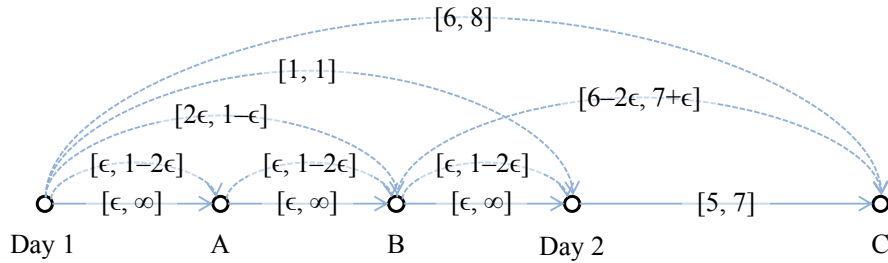 [6, 8]
[1, 1]
[6–2ϵ, 7+ϵ]
[2ϵ, 1–ϵ]
[ϵ, 1–2ϵ] [ϵ, 1–2ϵ] [ϵ, 1–2ϵ]
[ϵ, ∞] [ϵ, ∞] [ϵ, ∞] [5, 7]
Day 1 A B Day 2 C